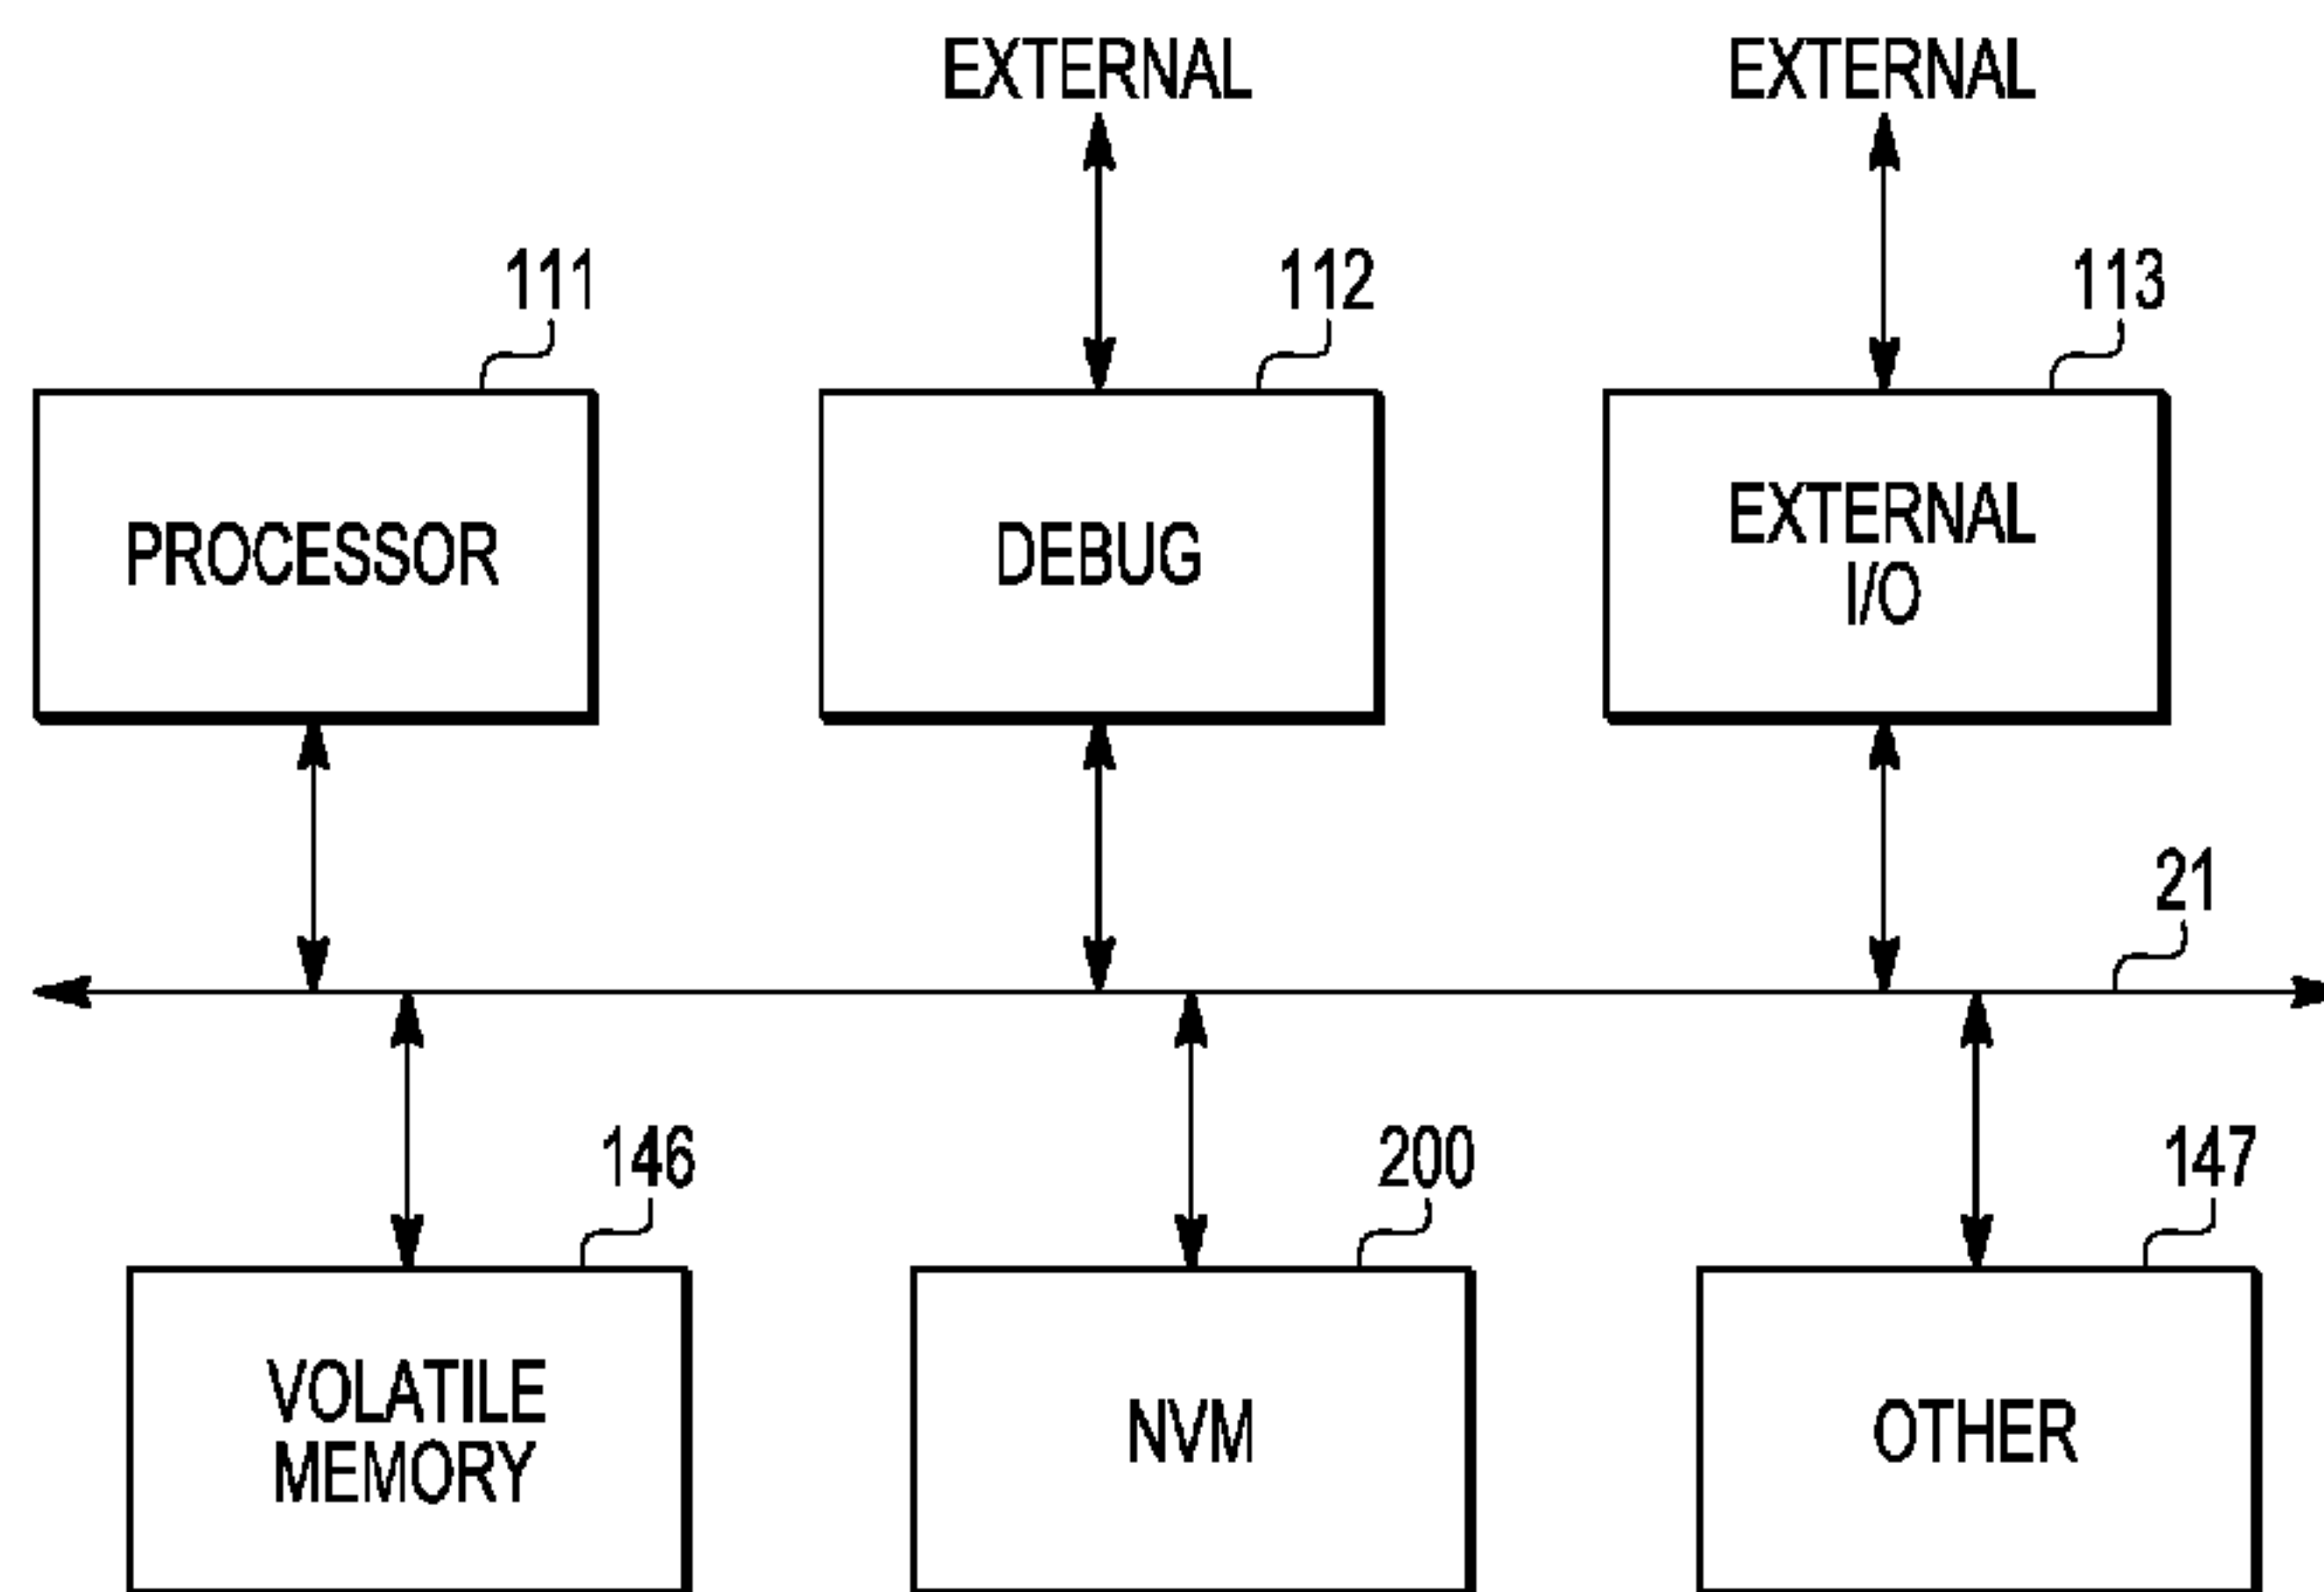 EXTERNAL
EXTERNAL
111
112
113
PROCESSOR
DEBUG
EXTERNAL
I/O
21
146
200
147
VOLATILE
MEMORY
NVM
OTHER